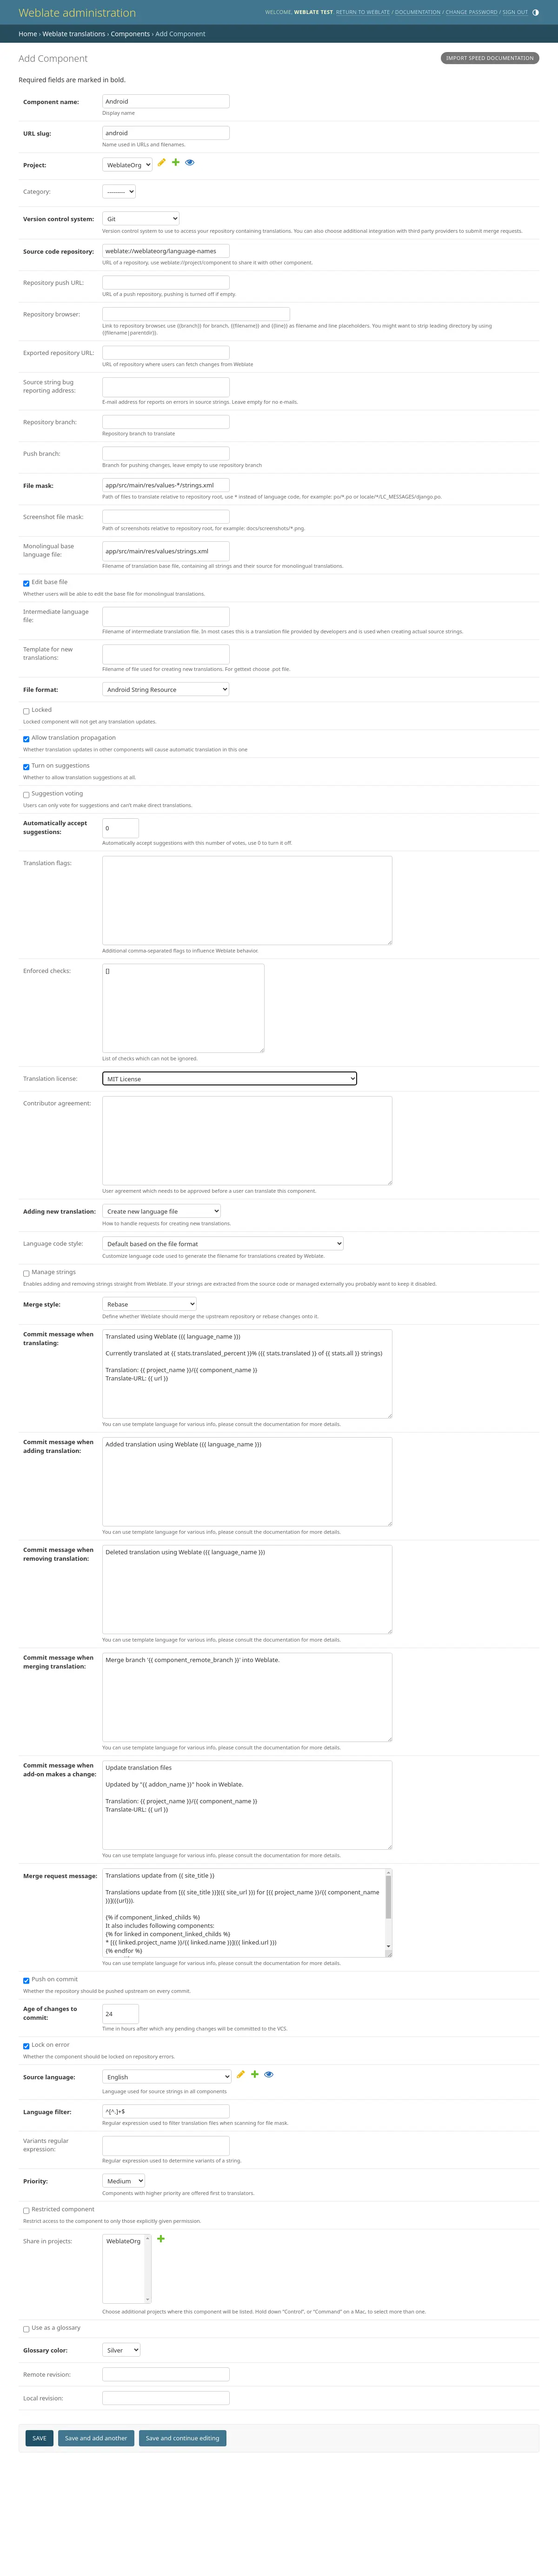 Weblate administration
WELCOME, WEBLATE TEST. RETURN TO WEBLATE / DOCUMENTATION / CHANGE PASSWORD / SIGN OUT
Home › Weblate translations › Components › Add Component
Add Component
IMPORT SPEED DOCUMENTATION
Required fields are marked in bold.
Component name:
Android
Display name
URL slug:
android
Name used in URLs and filenames.
Project:
WeblateOrg
Category:
---------
Version control system:
Git
Version control system to use to access your repository containing translations. You can also choose additional integration with third party providers to submit merge requests.
Source code repository:
weblate://weblateorg/language-names
URL of a repository, use weblate://project/component to share it with other component.
Repository push URL:
URL of a push repository, pushing is turned off if empty.
Repository browser:
Link to repository browser, use {{branch}} for branch, {{filename}} and {{line}} as filename and line placeholders. You might want to strip leading directory by using
{{filename|parentdir}}.
Exported repository URL:
URL of repository where users can fetch changes from Weblate
Source string bug
reporting address:
E-mail address for reports on errors in source strings. Leave empty for no e-mails.
Repository branch:
Repository branch to translate
Push branch:
Branch for pushing changes, leave empty to use repository branch
File mask:
app/src/main/res/values-*/strings.xml
Path of files to translate relative to repository root, use * instead of language code, for example: po/*.po or locale/*/LC_MESSAGES/django.po.
Screenshot file mask:
Path of screenshots relative to repository root, for example: docs/screenshots/*.png.
Monolingual base
language file:
app/src/main/res/values/strings.xml
Filename of translation base file, containing all strings and their source for monolingual translations.
Edit base file
Whether users will be able to edit the base file for monolingual translations.
Intermediate language
file:
Filename of intermediate translation file. In most cases this is a translation file provided by developers and is used when creating actual source strings.
Template for new
translations:
Filename of file used for creating new translations. For gettext choose .pot file.
File format:
Android String Resource
Locked
Locked component will not get any translation updates.
Allow translation propagation
Whether translation updates in other components will cause automatic translation in this one
Turn on suggestions
Whether to allow translation suggestions at all.
Suggestion voting
Users can only vote for suggestions and can't make direct translations.
Automatically accept
suggestions:
0
Automatically accept suggestions with this number of votes, use 0 to turn it off.
Translation flags:
Additional comma-separated flags to influence Weblate behavior.
Enforced checks:
[]
List of checks which can not be ignored.
Translation license:
MIT License
Contributor agreement:
User agreement which needs to be approved before a user can translate this component.
Adding new translation:
Create new language file
How to handle requests for creating new translations.
Language code style:
Default based on the file format
Customize language code used to generate the filename for translations created by Weblate.
Manage strings
Enables adding and removing strings straight from Weblate. If your strings are extracted from the source code or managed externally you probably want to keep it disabled.
Merge style:
Rebase
Define whether Weblate should merge the upstream repository or rebase changes onto it.
Commit message when
translating:
Translated using Weblate ({{ language_name }})
Currently translated at {{ stats.translated_percent }}% ({{ stats.translated }} of {{ stats.all }} strings)
Translation: {{ project_name }}/{{ component_name }}
Translate-URL: {{ url }}
You can use template language for various info, please consult the documentation for more details.
Commit message when
adding translation:
Added translation using Weblate ({{ language_name }})
You can use template language for various info, please consult the documentation for more details.
Commit message when
removing translation:
Deleted translation using Weblate ({{ language_name }})
You can use template language for various info, please consult the documentation for more details.
Commit message when
merging translation:
Merge branch '{{ component_remote_branch }}' into Weblate.
You can use template language for various info, please consult the documentation for more details.
Commit message when
add-on makes a change:
Update translation files
Updated by "{{ addon_name }}" hook in Weblate.
Translation: {{ project_name }}/{{ component_name }}
Translate-URL: {{ url }}
You can use template language for various info, please consult the documentation for more details.
Merge request message:
Translations update from {{ site_title }}
Translations update from [{{ site_title }}]({{ site_url }}) for [{{ project_name }}/{{ component_name
}}]({{url}}).
{% if component_linked_childs %}
It also includes following components:
{% for linked in component_linked_childs %}
* [{{ linked.project_name }}/{{ linked.name }}]({{ linked.url }})
{% endfor %}
You can use template language for various info, please consult the documentation for more details.
Push on commit
Whether the repository should be pushed upstream on every commit.
Age of changes to
commit:
24
Time in hours after which any pending changes will be committed to the VCS.
Lock on error
Whether the component should be locked on repository errors.
Source language:
English
Language used for source strings in all components
Language filter:
^[^.]+$
Regular expression used to filter translation files when scanning for file mask.
Variants regular
expression:
Regular expression used to determine variants of a string.
Priority:
Medium
Components with higher priority are offered first to translators.
Restricted component
Restrict access to the component to only those explicitly given permission.
Share in projects:
WeblateOrg
Choose additional projects where this component will be listed. Hold down “Control”, or “Command” on a Mac, to select more than one.
Use as a glossary
Glossary color:
Silver
Remote revision:
Local revision:
SAVE
Save and add another
Save and continue editing